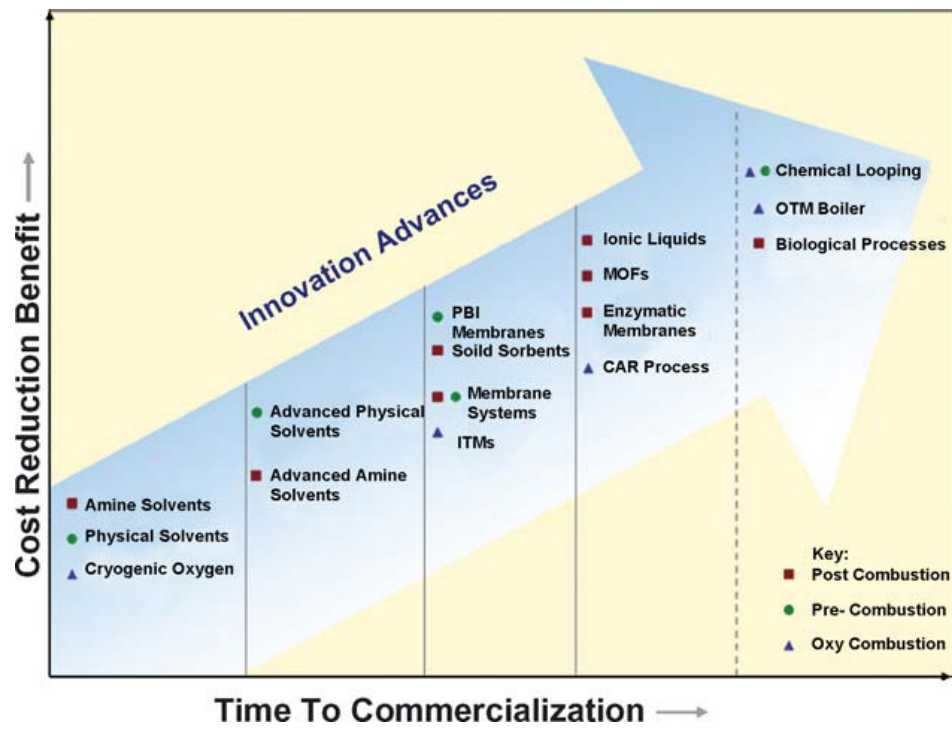 Cost Reduction Benefit
Innovation Advances
Amine Solvents
Physical Solvents
Cryogenic Oxygen
Advanced Physical
Solvents
Advanced Amine
Solvents
PBI
Membranes
Soild Sorbents
Membrane
Systems
ITMs
Ionic Liquids
MOFs
Enzymatic
Membranes
CAR Process
Chemical Looping
OTM Boiler
Biological Processes
Key:
Post Combustion
Pre- Combustion
Oxy Combustion
Time To Commercialization